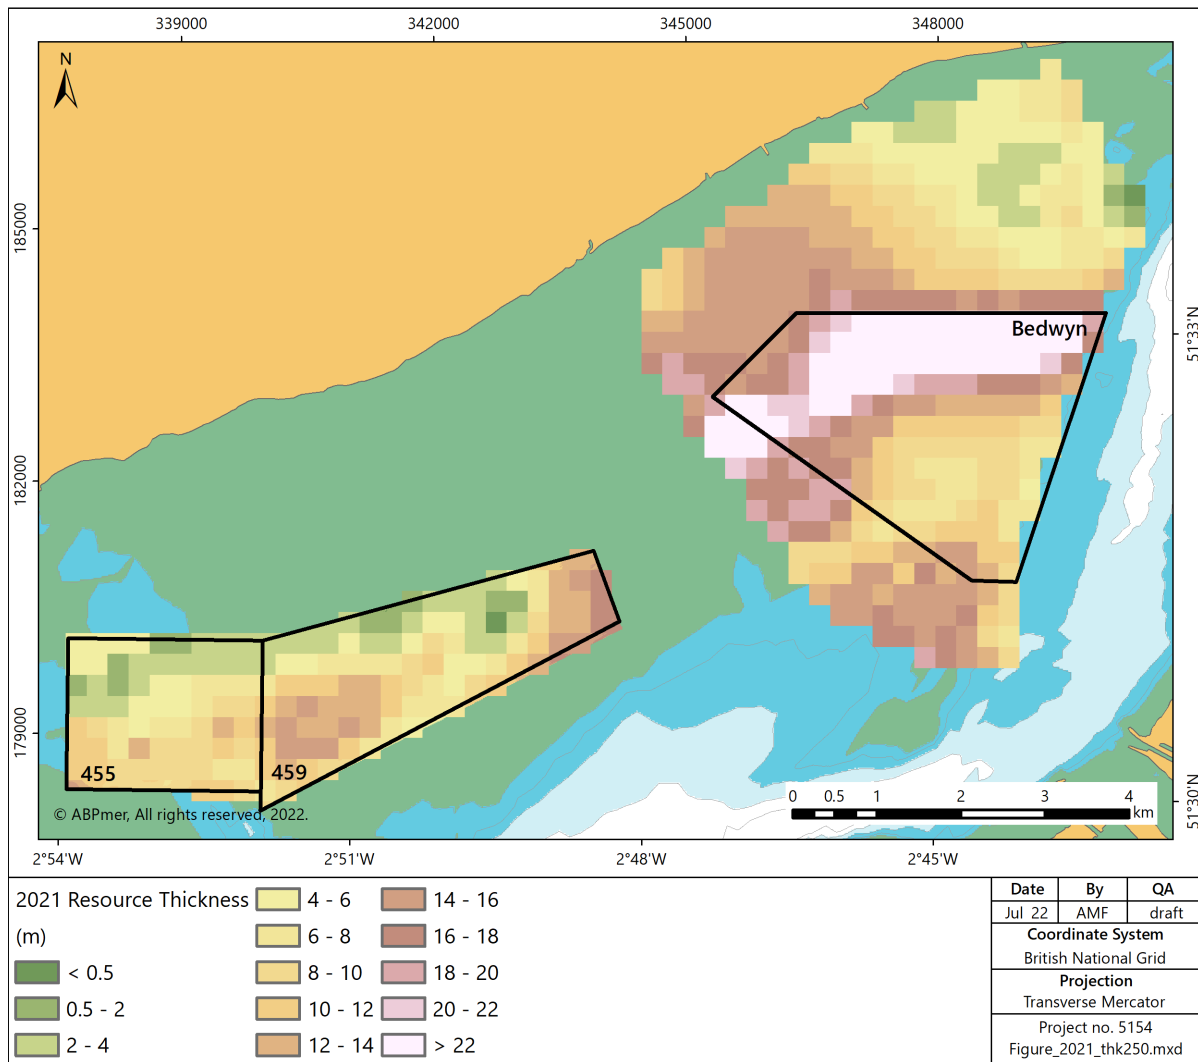 339000 342000 345000 348000
N
185000
182000
179000
51°33'N
51°30'N
Bedwyn
455
459
© ABPmer, All rights reserved, 2022.
0 0.5 1 2 3 4
km
2°54'W 2°51'W 2°48'W 2°45'W
2021 Resource Thickness
(m)
< 0.5
0.5 - 2
2 - 4
4 - 6
6 - 8
8 - 10
10 - 12
12 - 14
14 - 16
16 - 18
18 - 20
20 - 22
> 22
Date By QA
Jul 22 AMF draft
Coordinate System
British National Grid
Projection
Transverse Mercator
Project no. 5154
Figure_2021_thk250.mxd